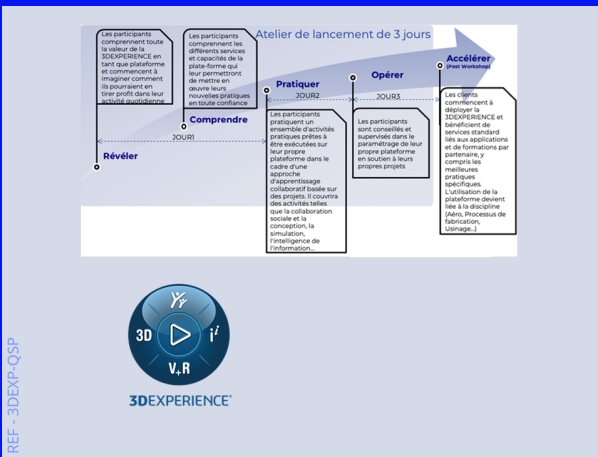 Atelier de lancement de 3 jours
Les participants
comprennent toute
la valeur de la
3DEXPERIENCE en
tant que plateforme
et commencent à
imaginer comment
ils pourraient en
tirer profit dans leur
activité quotidienne
Révéler
Les participants
comprennent les
différents services
et capacités de la
plate-forme qui
leur permettront
de mettre en
œuvre leurs
nouvelles pratiques
en toute confiance
Comprendre
JOUR1
Pratiquer
JOUR2
Les participants
pratiquent un
ensemble d'activités
pratiques prêtes à
être exécutées sur
leur propre
plateforme dans le
cadre d'une
approche
d'apprentissage
collaboratif basée sur
des projets. Il couvrira
des activités telles
que la collaboration
sociale et la
conception, la
simulation,
l'intelligence de
l'information...
Opérer
JOUR3
Les participants
sont conseillés et
supervisés dans le
paramétrage de leur
propre plateforme
en soutien à leurs
propres projets
Accélérer
(Post Workshop)
Les clients
commencent à
déployer la
3DEXPERIENCE et
bénéficient de
services standard
liés aux applications
et de formations par
partenaire, y
compris les
meilleures
pratiques
spécifiques.
L'utilisation de la
plateforme devient
liée à la discipline
(Aéro, Processus de
fabrication,
Usinage...)
3D
V+R
3DEXPERIENCE
REF - 3DEXP-QSP